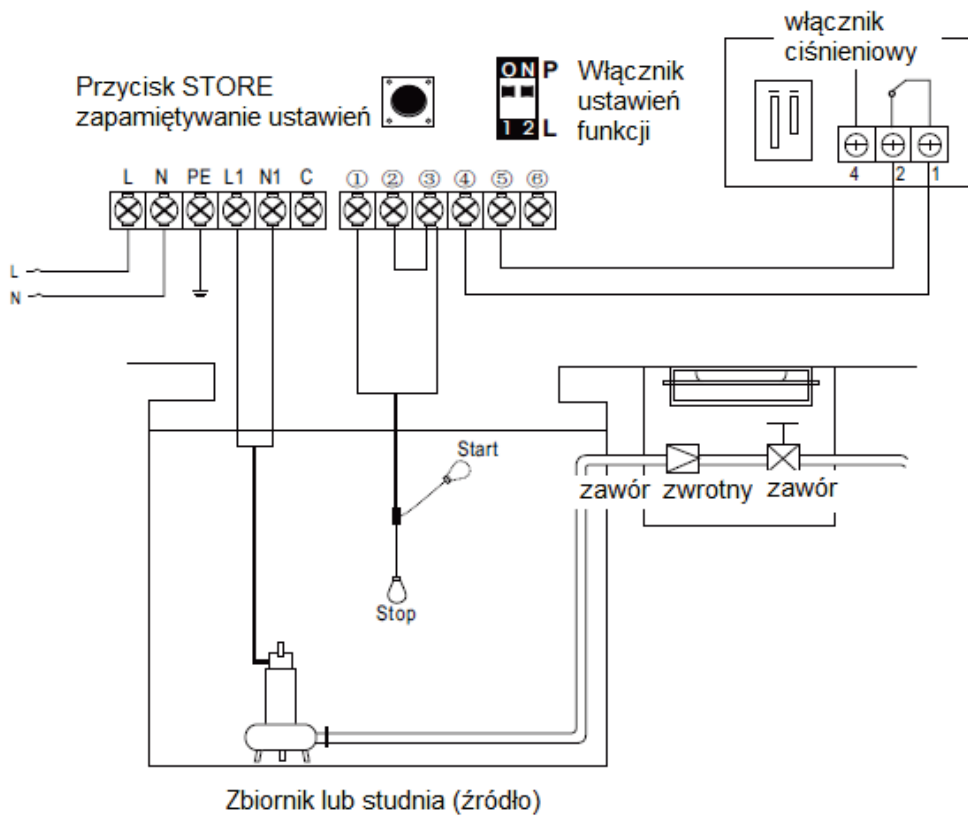 włącznik
ciśnieniowy
Przycisk STORE
zapamiętywanie ustawień
ON P
1 2 L
Włącznik
ustawień
funkcji
4 2 1
L N PE L1 N1 C ① ② ③ ④ ⑤ ⑥
L
N
Start
Stop
zawór zwrotny zawór
Zbiornik lub studnia (źródło)